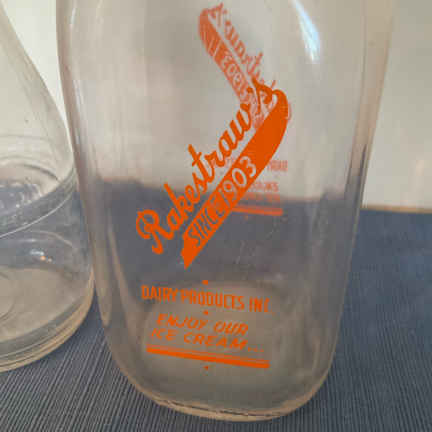 Rakestraw's
SINCE 1903
DAIRY PRODUCTS INC
ENJOY OUR
ICE CREAM...